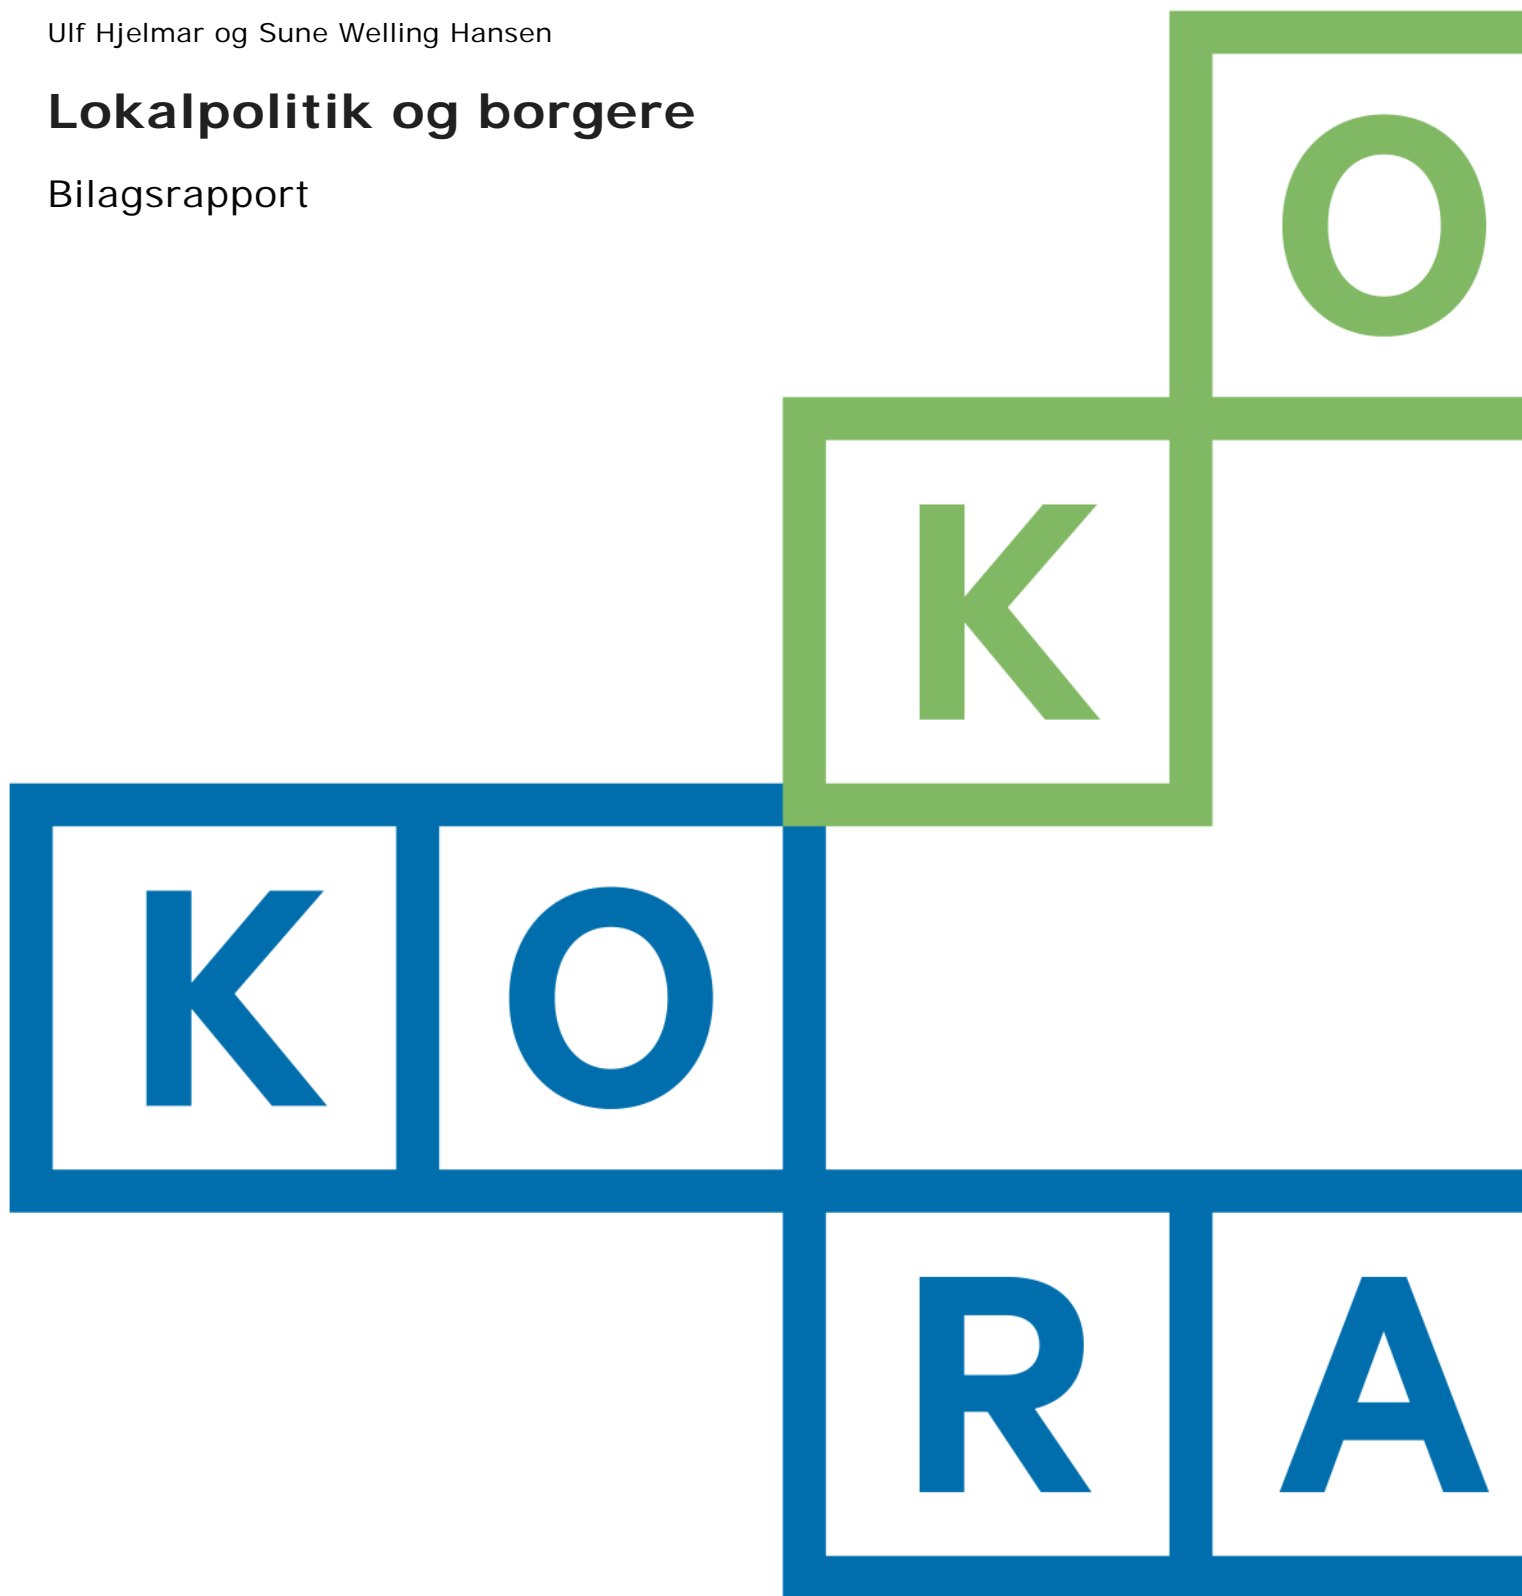 Ulf Hjelmar og Sune Welling Hansen
Lokalpolitik og borgere
Bilagsrapport
O
K
K O
R A